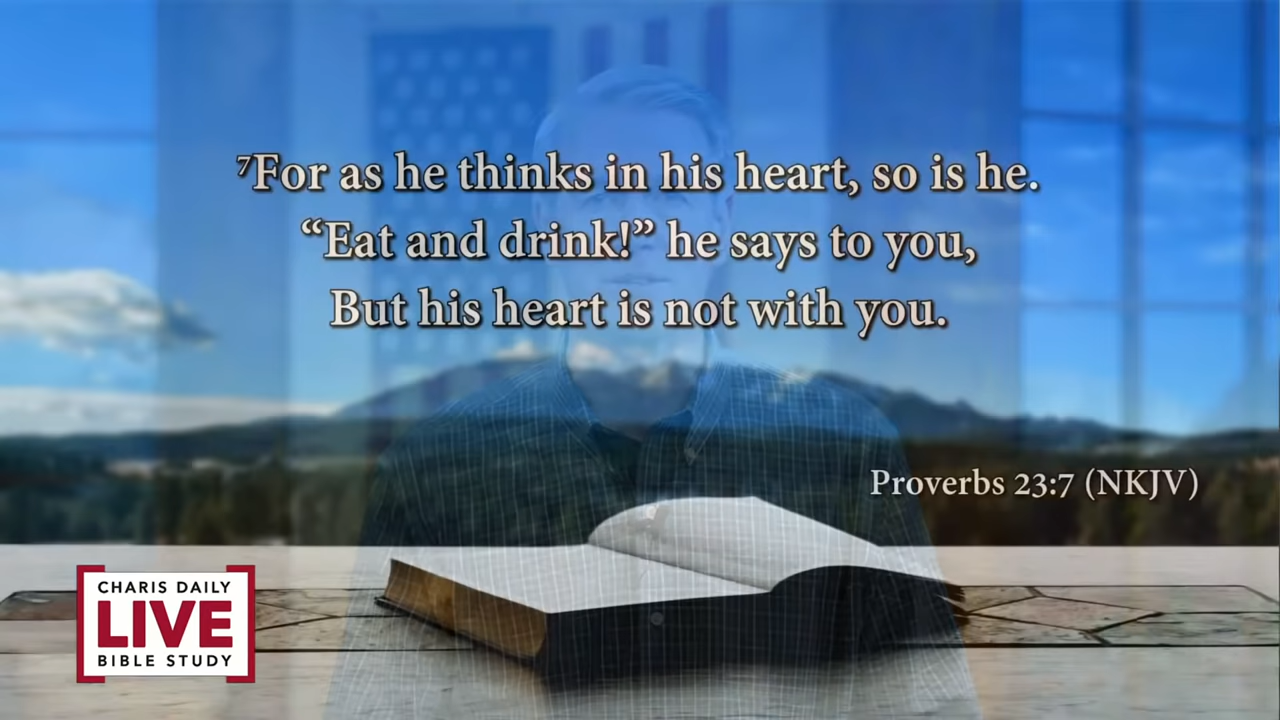 ⁷For as he thinks in his heart, so is he.
“Eat and drink!” he says to you,
But his heart is not with you.
Proverbs 23:7 (NKJV)
CHARIS DAILY
LIVE
BIBLE STUDY